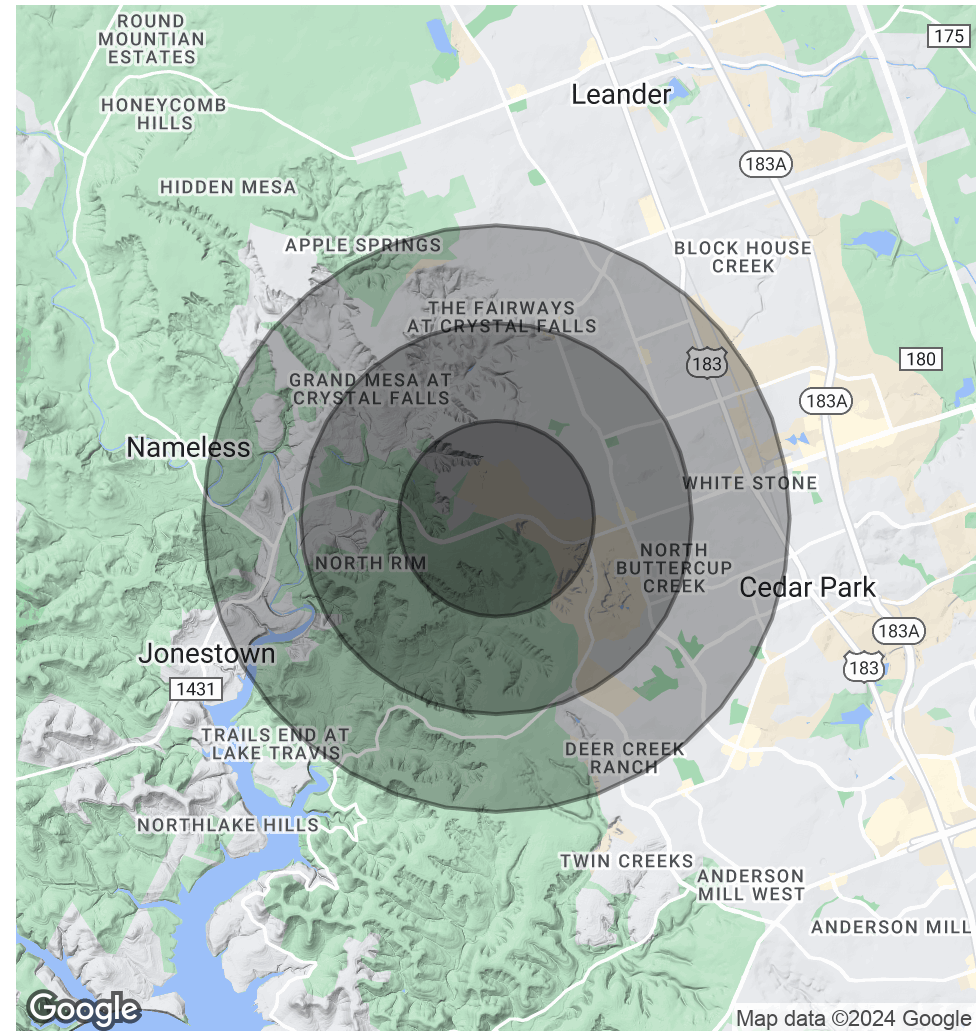 ROUND
MOUNTIAN
ESTATES
175
Leander
HONEYCOMB
HILLS
183A
HIDDEN MESA
APPLE SPRINGS
BLOCK HOUSE
CREEK
THE FAIRWAYS
AT CRYSTAL FALLS
183
180
GRAND MESA AT
CRYSTAL FALLS
183A
Nameless
WHITE STONE
NORTH RIM
NORTH
BUTTERCUP
CREEK
Cedar Park
183A
Jonestown
183
1431
TRAILS END AT
LAKE TRAVIS
DEER CREEK
RANCH
NORTHLAKE HILLS
TWIN CREEKS
ANDERSON
MILL WEST
ANDERSON MILL
Google
Map data ©2024 Google